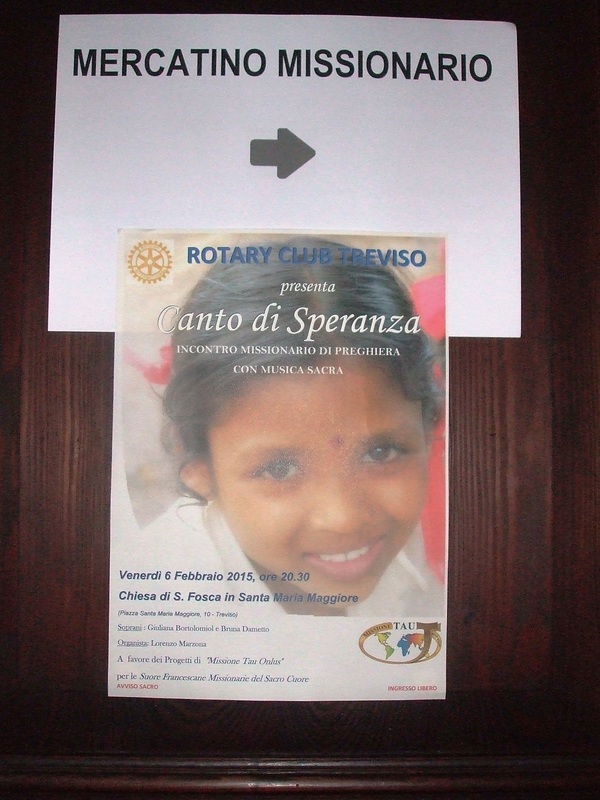 MERCATINO MISSIONARIO
ROTARY CLUB TREVISO
presenta
Canto di Speranza
INCONTRO MISSIONARIO DI PREGHIERA
CON MUSICA SACRA
Venerdì 6 Febbraio 2015, ore 20.30
Chiesa di S. Fosca in Santa Maria Maggiore
(Piazza Santa Maria Maggiore, 10 - Treviso)
Soprani : Giuliana Bortolomiol e Bruna Dametto
Organista: Lorenzo Marzona
MISSIONE TAU
A favore dei Progetti di "Missione Tau Onlus"
per le Suore Francescane Missionarie del Sacro Cuore
AVVISO SACRO
INGRESSO LIBERO